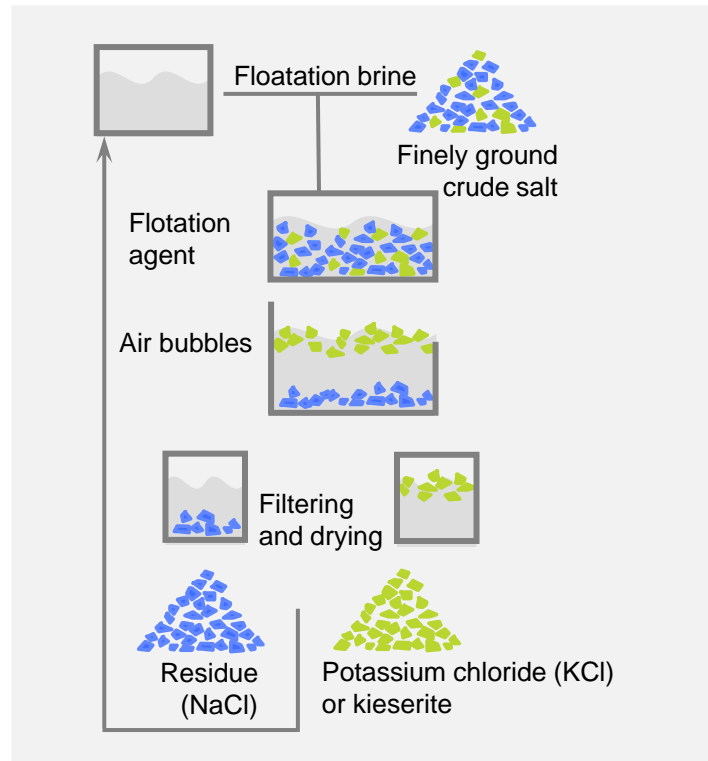 Floatation brine
Finely ground
crude salt
Flotation
agent
Air bubbles
Filtering
and drying
Residue
(NaCl)
Potassium chloride (KCl)
or kieserite